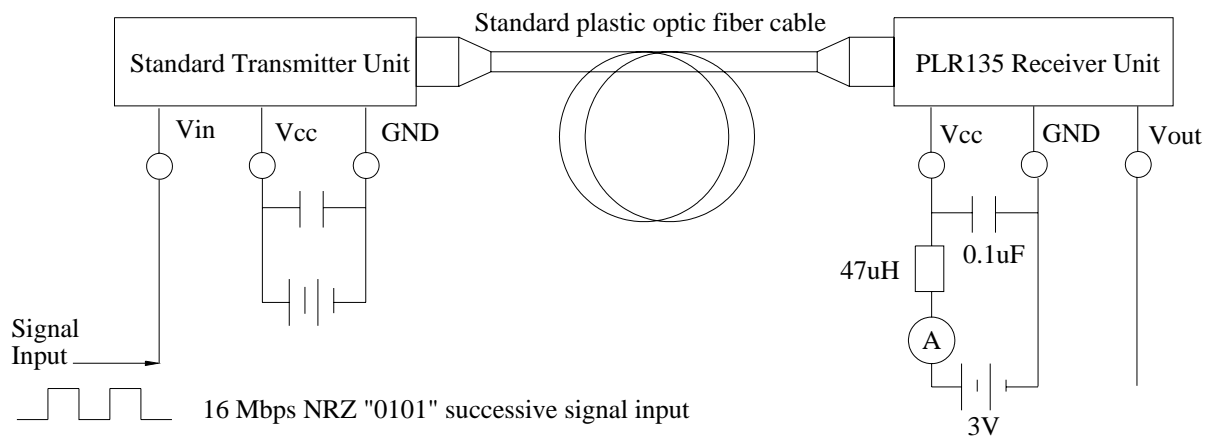 Standard plastic optic fiber cable
Standard Transmitter Unit
PLR135 Receiver Unit
Vin
Vcc
GND
Vcc
GND
Vout
0.1uF
47uH
A
Signal
Input
3V
16 Mbps NRZ "0101" successive signal input